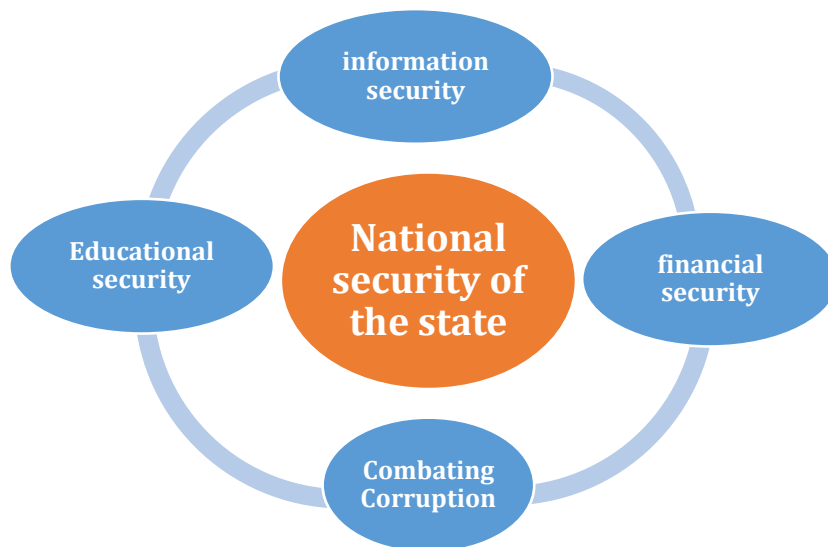 information
security
Educational
security
National
security of
the state
financial
security
Combating
Corruption